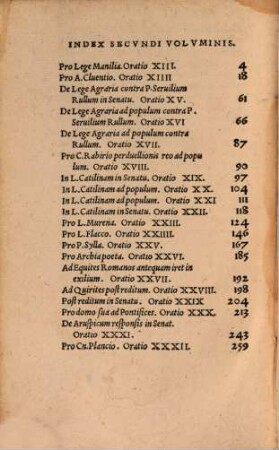 INDEX SECVNDI VOLVMINIS.
Pro Lege Manilia. Oratio XIII. 4
Pro A. Cluentio. Oratio XIIII 18
De Lege Agraria contra P. Seruilium
Rullum in Senatu. Oratio XV. 61
De Lege Agraria ad populum contra P.
Seruilium Rullum. Oratio XVI 66
De Lege Agraria ad populum contra
Rullum. Oratio XVII. 87
Pro C. Rabirio perduellionis reo ad popu
lum. Oratio XVIII. 90
In L. Catilinam in Senatu. Oratio XIX. 97
In L. Catilinam ad populum. Oratio XX. 104
In L. Catilinam ad populum. Oratio XXI 111
In L. Catilinam in Senatu. Oratio XXII. 118
Pro L. Murena. Oratio XXIII. 124
Pro L. Flacco. Oratio XXIIII. 146
Pro P. Sylla. Oratio XXV. 167
Pro Archia poeta. Oratio XXVI. 185
Ad Equites Romanos antequam iret in
exilium. Oratio XXVII. 192
Ad Quirites post reditum. Oratio XXVIII. 198
Post reditum in Senatu. Oratio XXIX 204
Pro domo sua ad Pontifices. Oratio XXX. 213
De Aruspicum responsis in Senat.
Oratio XXXI. 243
Pro Cn. Plancio. Oratio XXXII. 259